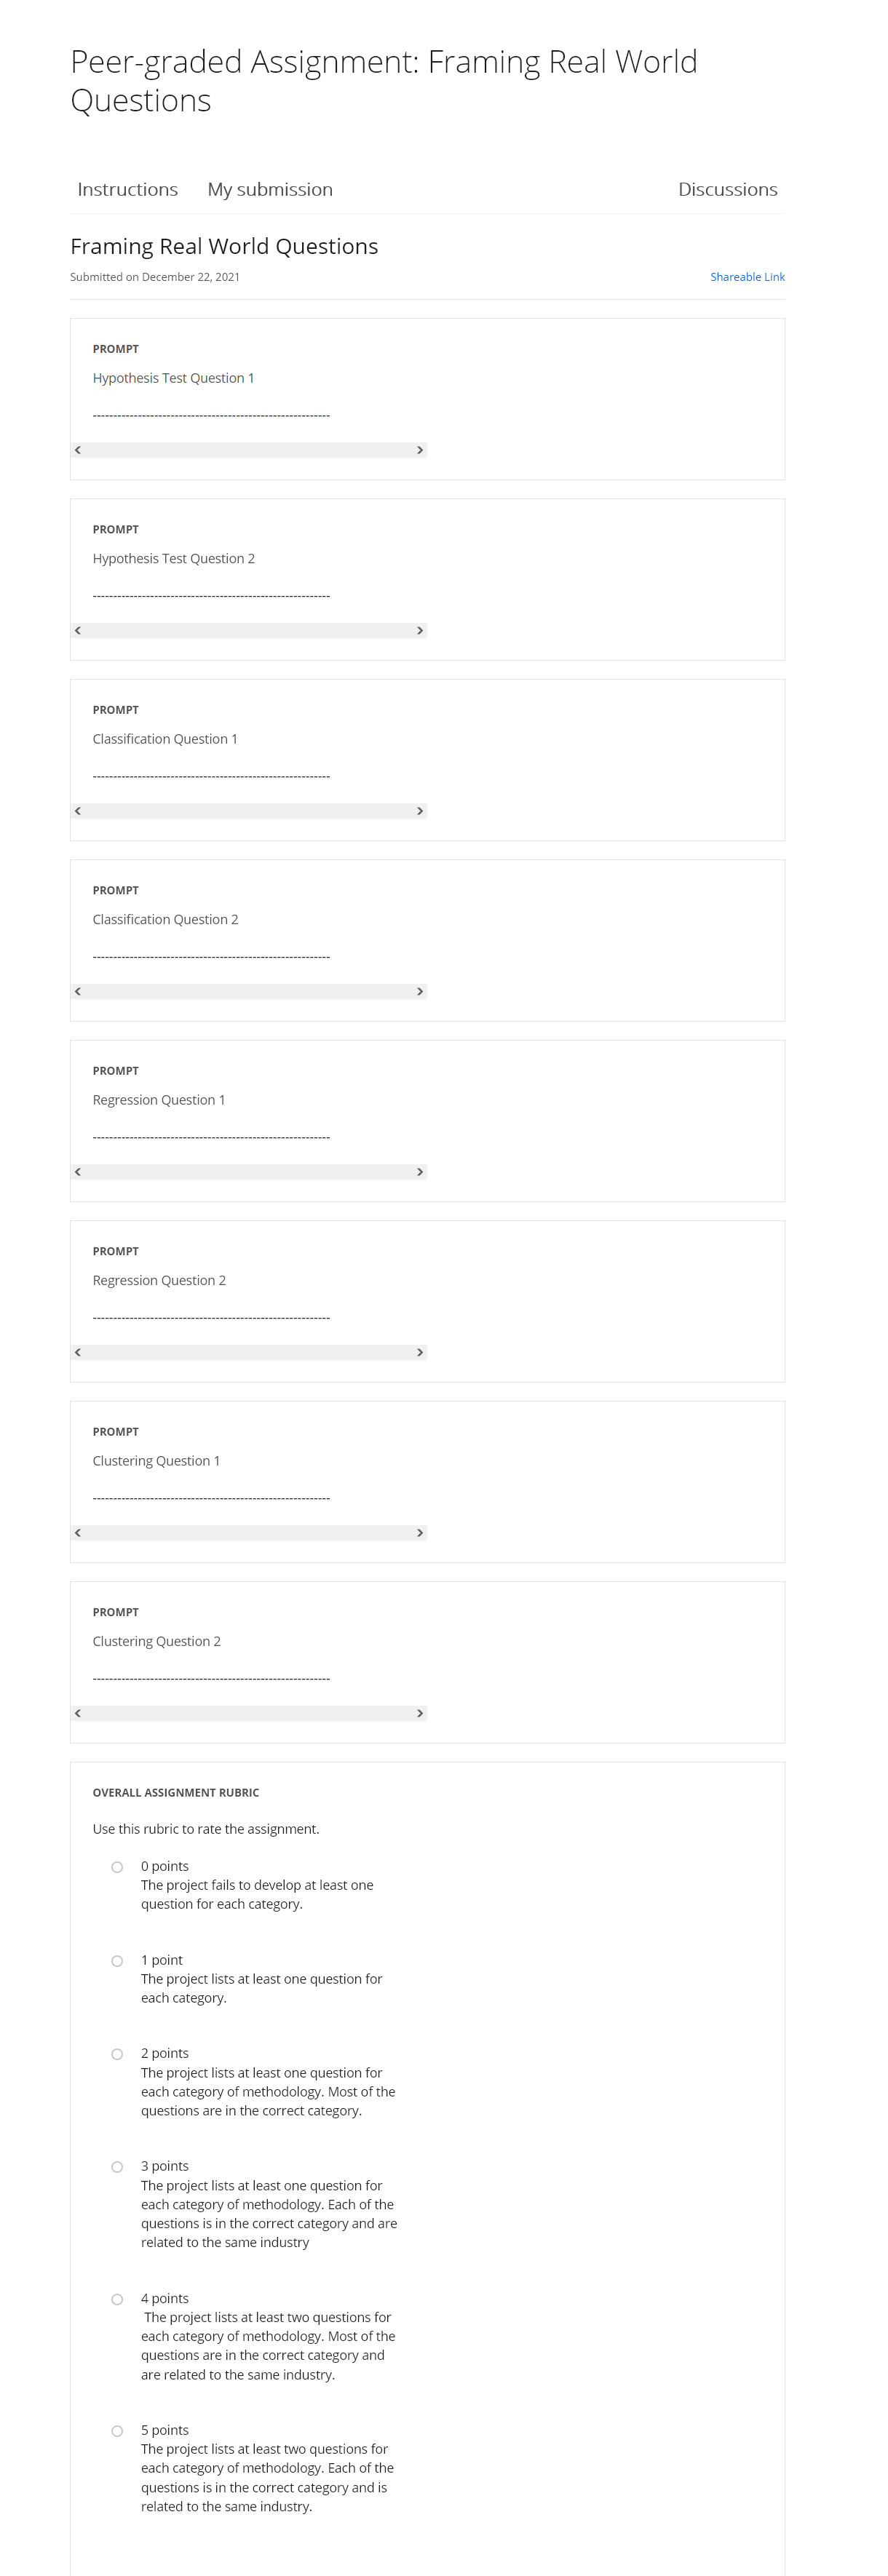 Peer-graded Assignment: Framing Real World
Questions
Instructions My submission Discussions
Framing Real World Questions
Submitted on December 22, 2021 Shareable Link
PROMPT
Hypothesis Test Question 1
----------------------------------------------------------
PROMPT
Hypothesis Test Question 2
----------------------------------------------------------
PROMPT
Classification Question 1
----------------------------------------------------------
PROMPT
Classification Question 2
----------------------------------------------------------
PROMPT
Regression Question 1
----------------------------------------------------------
PROMPT
Regression Question 2
----------------------------------------------------------
PROMPT
Clustering Question 1
----------------------------------------------------------
PROMPT
Clustering Question 2
----------------------------------------------------------
OVERALL ASSIGNMENT RUBRIC
Use this rubric to rate the assignment.
0 points
The project fails to develop at least one
question for each category.
1 point
The project lists at least one question for
each category.
2 points
The project lists at least one question for
each category of methodology. Most of the
questions are in the correct category.
3 points
The project lists at least one question for
each category of methodology. Each of the
questions is in the correct category and are
related to the same industry
4 points
The project lists at least two questions for
each category of methodology. Most of the
questions are in the correct category and
are related to the same industry.
5 points
The project lists at least two questions for
each category of methodology. Each of the
questions is in the correct category and is
related to the same industry.